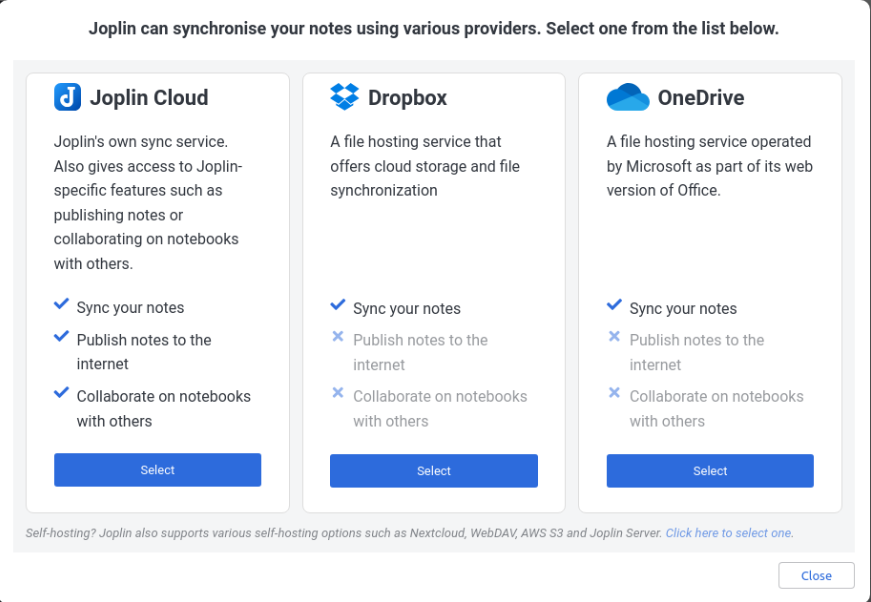 Joplin can synchronise your notes using various providers. Select one from the list below.
Joplin Cloud
Joplin's own sync service.
Also gives access to Joplin-
specific features such as
publishing notes or
collaborating on notebooks
with others.
Sync your notes
Publish notes to the
internet
Collaborate on notebooks
with others
Select
Dropbox
A file hosting service that
offers cloud storage and file
synchronization
Sync your notes
Publish notes to the
internet
Collaborate on notebooks
with others
Select
OneDrive
A file hosting service operated
by Microsoft as part of its web
version of Office.
Sync your notes
Publish notes to the
internet
Collaborate on notebooks
with others
Select
Self-hosting? Joplin also supports various self-hosting options such as Nextcloud, WebDAV, AWS S3 and Joplin Server. Click here to select one.
Close